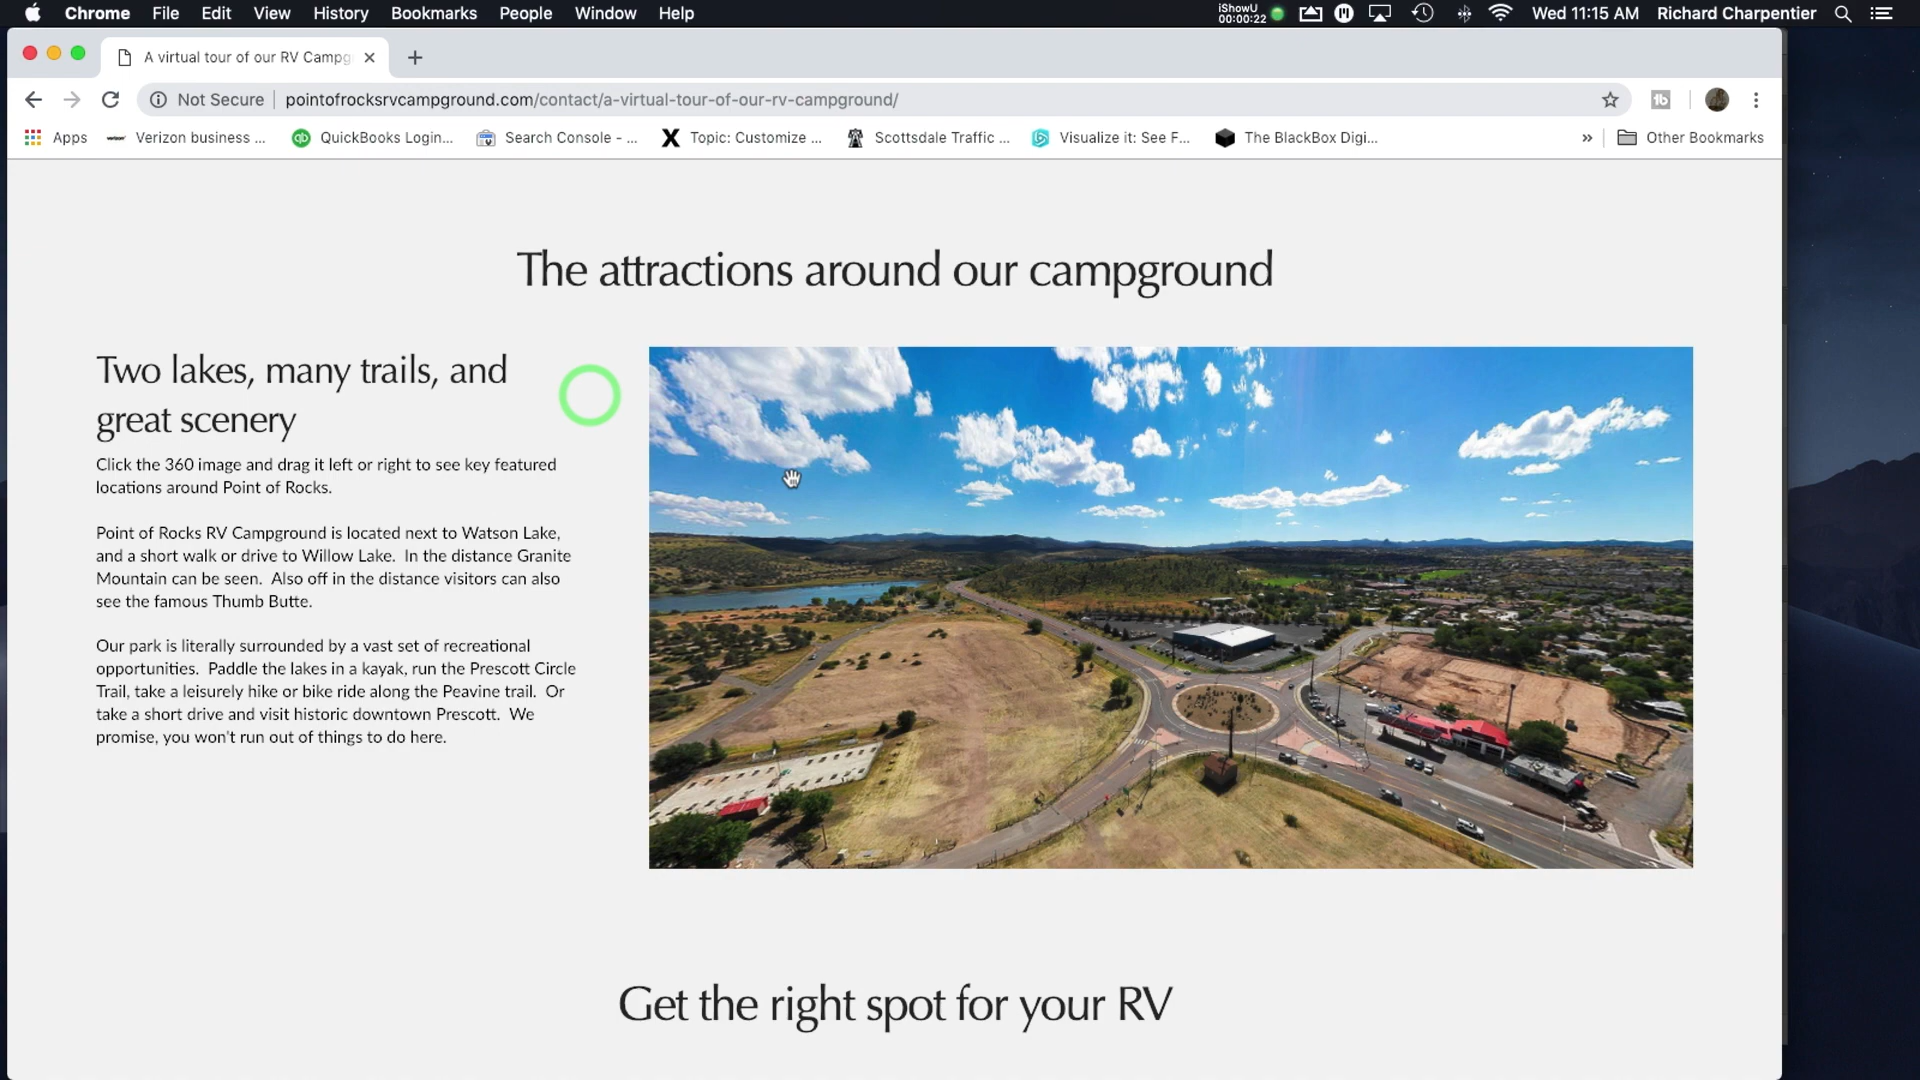 Chrome File Edit View History Bookmarks People Window Help iShowU 00:00:22 Wed 11:15 AM Richard Charpentier
A virtual tour of our RV Campg
Not Secure pointofrocksrvcampground.com/contact/a-virtual-tour-of-our-rv-campground/
Apps Verizon business ... QuickBooks Login... Search Console - ... Topic: Customize ... Scottsdale Traffic ... Visualize it: See F... The BlackBox Digi... » Other Bookmarks
The attractions around our campground
Two lakes, many trails, and
great scenery
Click the 360 image and drag it left or right to see key featured
locations around Point of Rocks.
Point of Rocks RV Campground is located next to Watson Lake,
and a short walk or drive to Willow Lake. In the distance Granite
Mountain can be seen. Also off in the distance visitors can also
see the famous Thumb Butte.
Our park is literally surrounded by a vast set of recreational
opportunities. Paddle the lakes in a kayak, run the Prescott Circle
Trail, take a leisurely hike or bike ride along the Peavine trail. Or
take a short drive and visit historic downtown Prescott. We
promise, you won't run out of things to do here.
Get the right spot for your RV